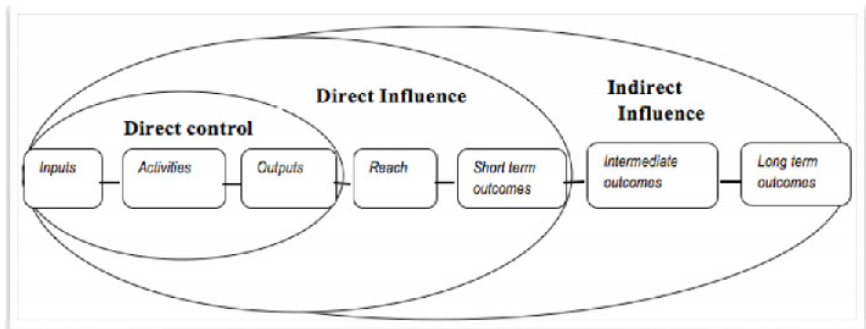 Direct Influence
Indirect
Influence
Direct control
Inputs
Activities
Outputs
Reach
Short term
outcomes
Intermediate
outcomes
Long term
outcomes